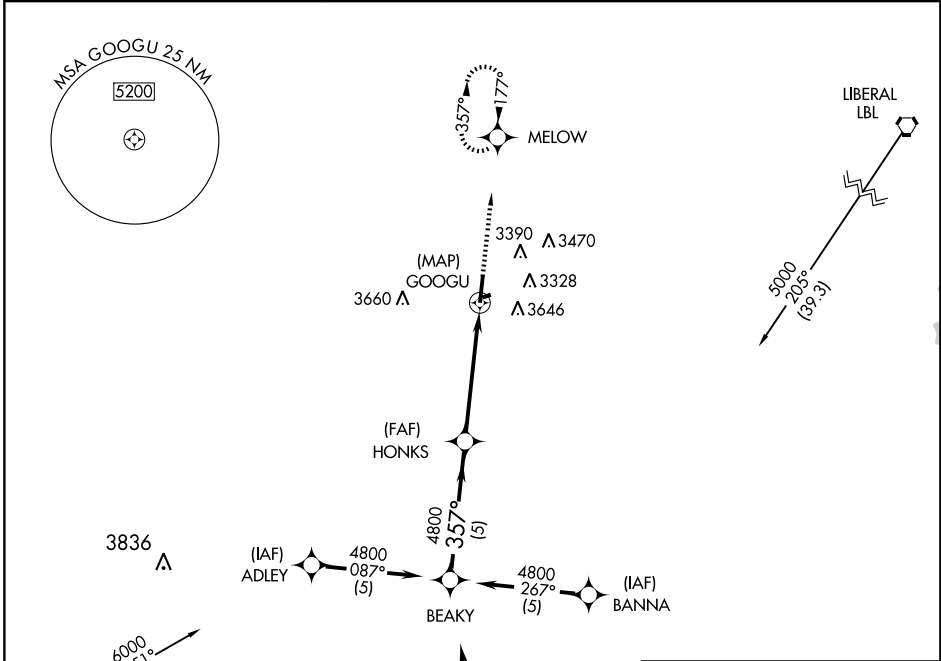 MSA GOOGU 25 NM
5200
357°
177°
MELOW
LIBERAL
LBL
5000
205°
(39.3)
(MAP)
GOOGU
3390
3470
3328
3660
3646
(FAF)
HONKS
4800
357°
(5)
3836
(IAF)
ADLEY
4800
087°
(5)
BEAKY
4800
267°
(5)
(IAF)
BANNA
6000